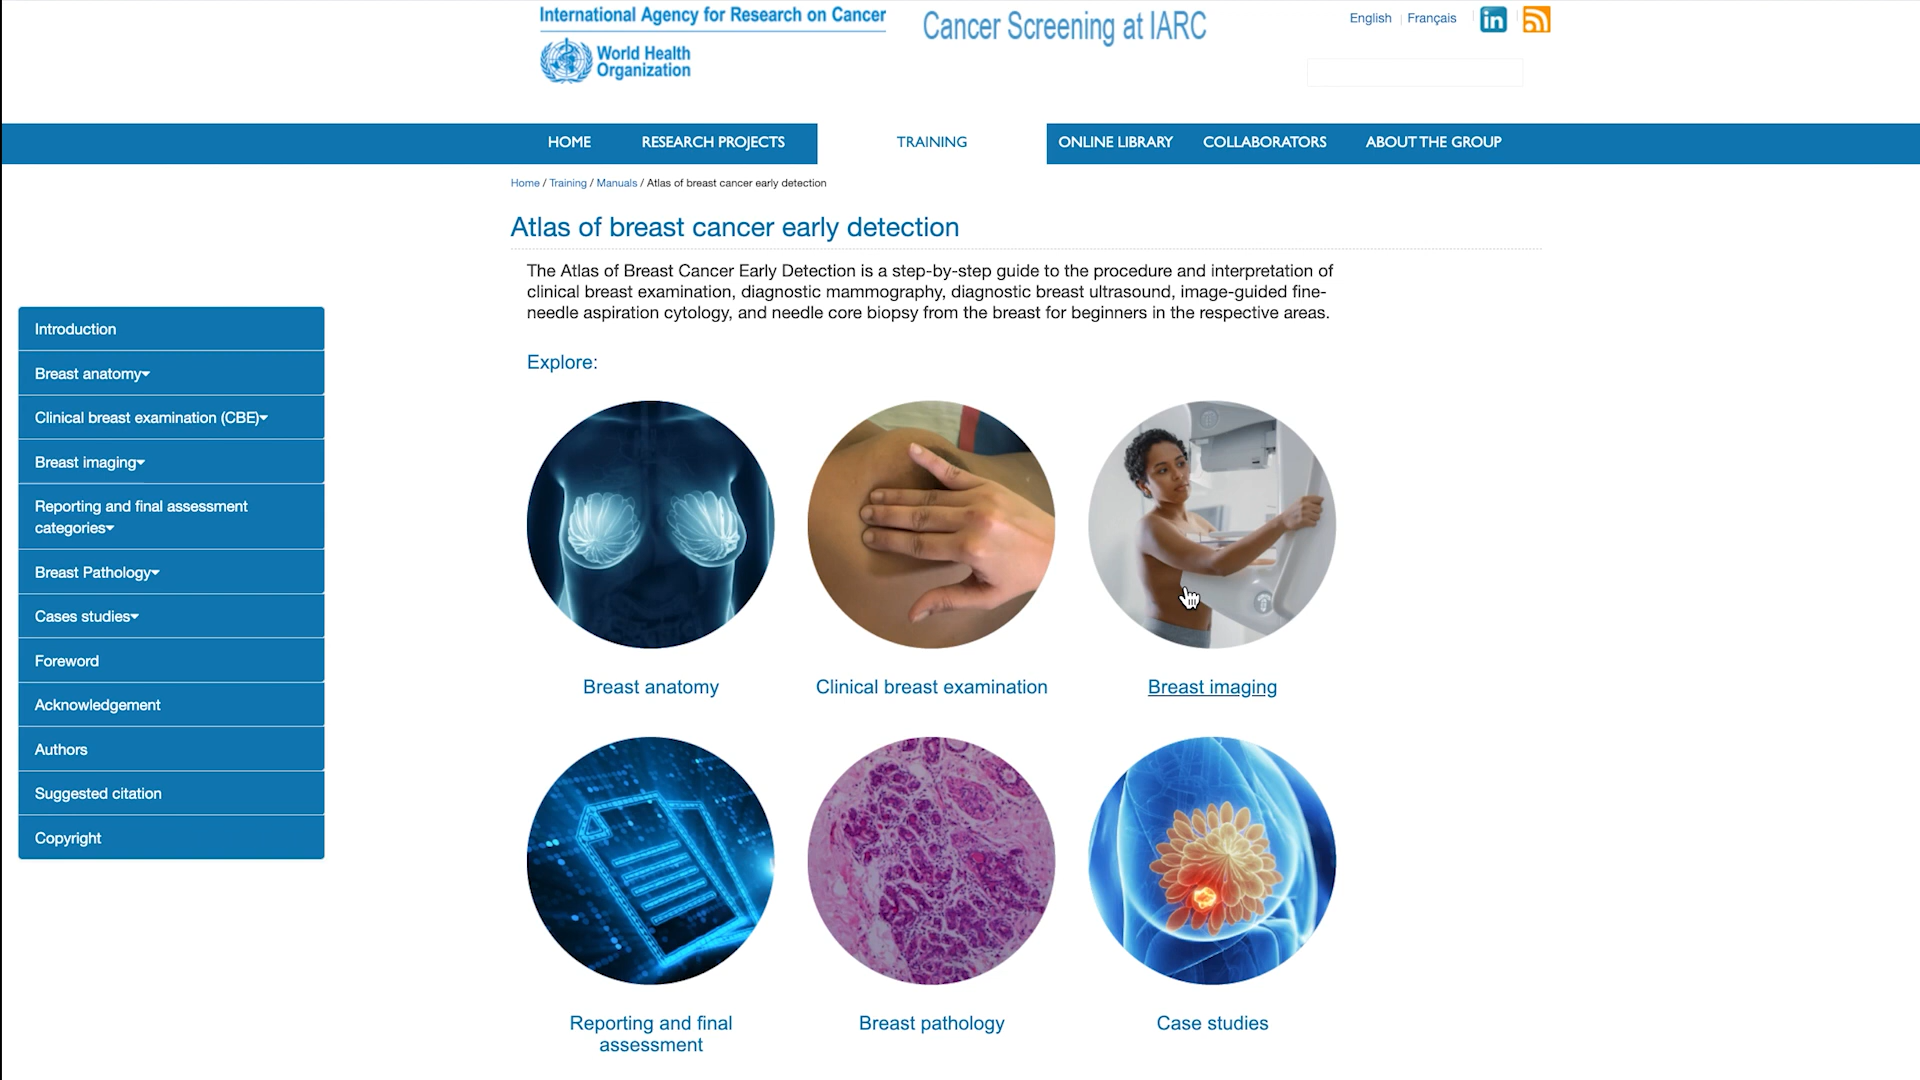 International Agency for Research on Cancer
World Health
Organization
Cancer Screening at IARC
English
Français
in
HOME
RESEARCH PROJECTS
TRAINING
ONLINE LIBRARY
COLLABORATORS
ABOUT THE GROUP
Home / Training / Manuals / Atlas of breast cancer early detection
Atlas of breast cancer early detection
The Atlas of Breast Cancer Early Detection is a step-by-step guide to the procedure and interpretation of
clinical breast examination, diagnostic mammography, diagnostic breast ultrasound, image-guided fine-
needle aspiration cytology, and needle core biopsy from the breast for beginners in the respective areas.
Introduction
Breast anatomy
Clinical breast examination (CBE)
Breast imaging
Reporting and final assessment
categories
Breast Pathology
Cases studies
Foreword
Acknowledgement
Authors
Suggested citation
Copyright
Explore:
Breast anatomy
Clinical breast examination
Breast imaging
Reporting and final
assessment
Breast pathology
Case studies